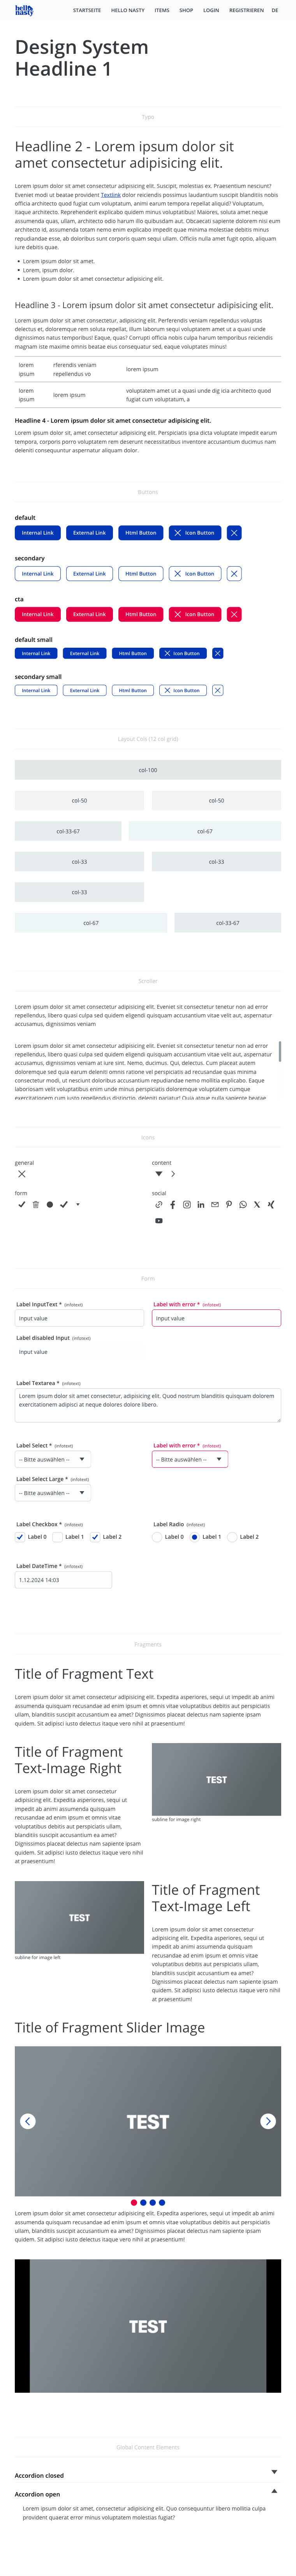 hello nasty
STARTSEITE HELLO NASTY ITEMS SHOP LOGIN REGISTRIEREN DE
Design System
Headline 1
Type
Headline 2 - Lorem ipsum dolor sit
amet consectetur adipisicing elit.
Lorem ipsum dolor sit amet consectetur adipisicing elit. Suscipit, molestias ex. Praesentium nesciunt?
Eveniet modi ut beatae provident Textlink dolor reiciendis possimus laudantium suscipit blanditiis nobis
officia architecto quod fugiat cum voluptatum, animi earum tempora repellat aliquid? Voluptatum,
itaque architecto. Reprehenderit explicabo quidem minus voluptatibus! Maiores, soluta amet neque
assumenda quos, ullam, architecto odio harum illo quibusdam aut. Obcaecati sapiente dolorem nisi eum
id, assumenda totam nemo enim explicabo impedit quae minima molestiae debitis minus
repudiandae esse, ab doloribus sunt corporis quam sequi ullam. Officiis nulla amet fugit optio, aliquam
iure debitis quae.
Lorem ipsum dolor sit amet.
Lorem, ipsum dolor.
Lorem ipsum dolor sit amet consectetur adipisicing elit.
Headline 3 - Lorem ipsum dolor sit amet consectetur adipisicing elit.
Lorem ipsum dolor sit amet consectetur, adipisicing elit. Perferendis veniam reiciendis voluptas
delectus et, doloremque rem soluta repellat, illum laborum sequi voluptatem amet ut a quasi unde
dignissimos natus temporibus! Eaque, quas? Corrupti officia nobis culpa harum temporibus reiciendis
magnam iste maxime omnis beatae eius consequatur sed, eaque voluptates minus!
lorem ipsum
rferendis veniam repellendus vo
lorem ipsum
lorem ipsum
lorem ipsum
voluptatem amet ut a quasi unde dig icia architecto quod
fugiat cum voluptatum, a
Headline 4 - Lorem ipsum dolor sit amet consectetur adipisicing elit.
Lorem ipsum dolor sit, amet consectetur adipisicing elit. Perspiciatis ipsa dicta voluptate impedit earum
tempora, corporis porro voluptatem rem deserunt necessitatibus inventore accusantium ducimus nam
deleniti consequuntur aspernatur aliquam dolor.
Buttons
default
Internal Link External Link Html Button Icon Button
secondary
Internal Link External Link Html Button Icon Button
cta
Internal Link External Link Html Button Icon Button
default small
Internal Link External Link Html Button Icon Button
secondary small
Internal Link External Link Html Button Icon Button
Layout Cols (12 col grid)
col-100
col-50 col-50
col-33-67 col-67
col-33 col-33
col-33
col-67 col-33-67
Scroller
Lorem ipsum dolor sit amet consectetur adipisicing elit. Eveniet sit consectetur tenetur non ad error
repellendus, libero quasi culpa sed quidem eligendi quisquam accusantium vitae velit ipsum, aspernatur
accusamus, dignissimos veniam
Lorem ipsum dolor sit amet consectetur adipisicing elit. Eveniet sit consectetur tenetur non ad error
repellendus, libero quasi culpa sed quidem eligendi quisquam accusantium vitae velit ipsum, aspernatur
accusamus, dignissimos veniam at iure sint. Nemo, ducimus. Qui, delectus. Cum placeat autem
doloremque sed quia earum deleniti omnis ratione vel perspiciatis ad recusandae quas minima
consectetur modi, ut nesciunt doloribus accusantium repudiandae nemo mollitia explicabo. Eaque
laboriosam velit voluptatibus enim unde minus perspiciatis doloremque voluptatem tempore
exercitationem cum iusto repellendus distinctio, deleniti pariatur! Quia atque natus saepe expedita
Icons
general content
form social
Form
Label InputText * (infotext) Label with error * (infotext)
Input value Input value
Label disabled Input (infotext)
Input value
Label Textarea * (infotext)
Lorem ipsum dolor sit amet consectetur, adipisicing elit. Quod nostrum blanditiis quisquam dolorem
exercitationem adipisci at neque dolores dolore libero.
Label Select * (infotext) Label with error * (infotext)
-- Bitte auswählen -- -- Bitte auswählen --
Label Select Large * (infotext)
-- Bitte auswählen --
Label Checkbox * (infotext) Label Radio (infotext)
Label 0 Label 1 Label 2 Label 0 Label 1 Label 2
Label DateTime * (infotext)
1.12.2024 14:03
Fragments
Title of Fragment Text
Lorem ipsum dolor sit amet consectetur adipisicing elit. Expedita asperiores, sequi ut impedit ab animi
assumenda quisquam recusandae ad enim ipsum et omnis vitae voluptatibus debitis aut perspiciatis
ullam, blanditiis suscipit accusantium ea amet? Dignissimos placeat delectus nam sapiente ipsam
quidem. Sit adipisci iusto delectus itaque vero nihil at praesentium!
Title of Fragment
Text-Image Right
Lorem ipsum dolor sit amet consectetur
adipisicing elit. Expedita asperiores, sequi ut
impedit ab animi assumenda quisquam
recusandae ad enim ipsum et omnis vitae
voluptatibus debitis aut perspiciatis ullam,
blanditiis suscipit accusantium ea amet?
Dignissimos placeat delectus nam sapiente ipsam
quidem. Sit adipisci iusto delectus itaque vero nihil
at praesentium!
TEST
subline for image right
TEST
subline for image left
Title of Fragment
Text-Image Left
Lorem ipsum dolor sit amet consectetur
adipisicing elit. Expedita asperiores, sequi ut
impedit ab animi assumenda quisquam
recusandae ad enim ipsum et omnis vitae
voluptatibus debitis aut perspiciatis ullam,
blanditiis suscipit accusantium ea amet?
Dignissimos placeat delectus nam sapiente ipsam
quidem. Sit adipisci iusto delectus itaque vero nihil
at praesentium!
Title of Fragment Slider Image
TEST
Lorem ipsum dolor sit amet consectetur adipisicing elit. Expedita asperiores, sequi ut impedit ab animi
assumenda quisquam recusandae ad enim ipsum et omnis vitae voluptatibus debitis aut perspiciatis
ullam, blanditiis suscipit accusantium ea amet? Dignissimos placeat delectus nam sapiente ipsam
quidem. Sit adipisci iusto delectus itaque vero nihil at praesentium!
TEST
Global Content Elements
Accordion closed
Accordion open
Lorem ipsum dolor sit amet, consectetur adipisicing elit. Quo consequuntur libero mollitia culpa
provident quaerat error minus voluptatem molestias fugiat?